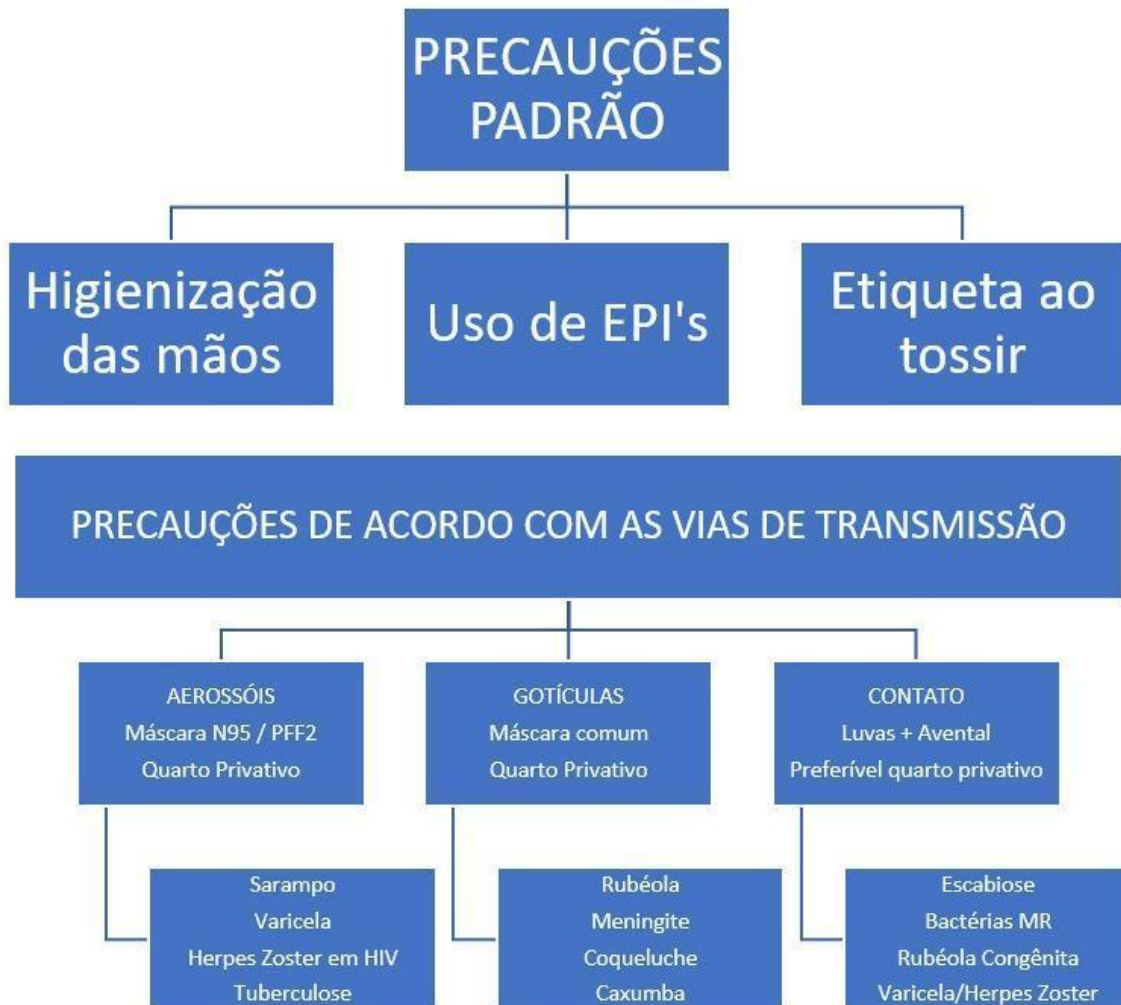 PRECAUÇÕES
PADRÃO
Higienização
das mãos
Uso de EPI's
Etiqueta ao
tossir
PRECAUÇÕES DE ACORDO COM AS VIAS DE TRANSMISSÃO
AEROSSÓIS
Máscara N95 / PFF2
Quarto Privativo
GOTÍCULAS
Máscara comum
Quarto Privativo
CONTATO
Luvas + Avental
Preferível quarto privativo
Sarampo
Varicela
Herpes Zoster em HIV
Tuberculose
Rubéola
Meningite
Coqueluche
Caxumba
Escabiose
Bactérias MR
Rubéola Congênita
Varicela/Herpes Zoster